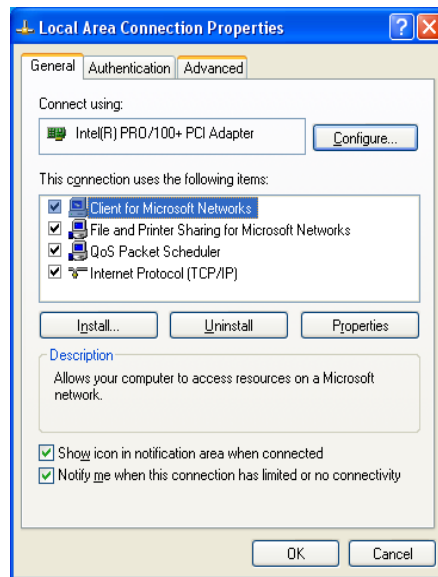 Local Area Connection Properties
General Authentication Advanced
Connect using:
Intel(R) PRO/100+ PCI Adapter Configure...
This connection uses the following items:
Client for Microsoft Networks
File and Printer Sharing for Microsoft Networks
QoS Packet Scheduler
Internet Protocol (TCP/IP)
Install... Uninstall Properties
Description
Allows your computer to access resources on a Microsoft
network.
Show icon in notification area when connected
Notify me when this connection has limited or no connectivity
OK Cancel